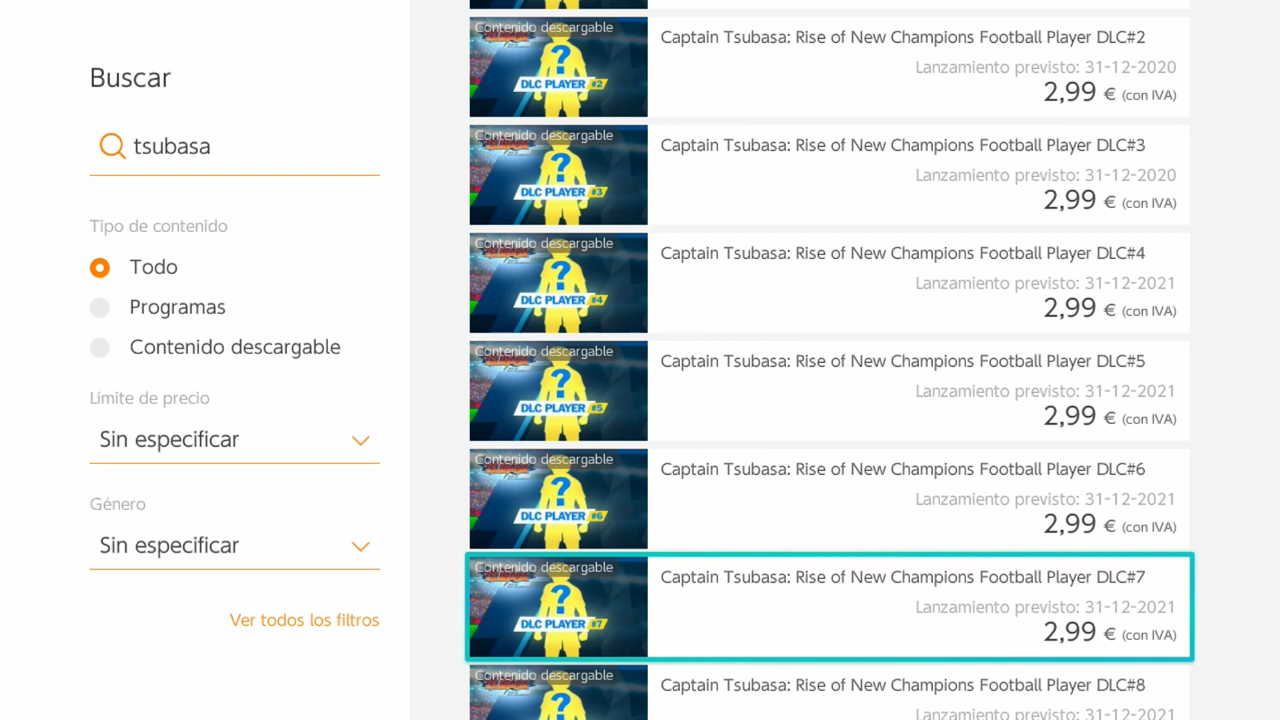 Buscar
tsubasa
Tipo de contenido
Todo
Programas
Contenido descargable
Límite de precio
Sin especificar
Género
Sin especificar
Ver todos los filtros
Contenido descargable
DLC PLAYER #2
Captain Tsubasa: Rise of New Champions Football Player DLC#2
Lanzamiento previsto: 31-12-2020
2,99 € (con IVA)
Contenido descargable
DLC PLAYER #3
Captain Tsubasa: Rise of New Champions Football Player DLC#3
Lanzamiento previsto: 31-12-2020
2,99 € (con IVA)
Contenido descargable
DLC PLAYER #4
Captain Tsubasa: Rise of New Champions Football Player DLC#4
Lanzamiento previsto: 31-12-2021
2,99 € (con IVA)
Contenido descargable
DLC PLAYER #5
Captain Tsubasa: Rise of New Champions Football Player DLC#5
Lanzamiento previsto: 31-12-2021
2,99 € (con IVA)
Contenido descargable
DLC PLAYER #6
Captain Tsubasa: Rise of New Champions Football Player DLC#6
Lanzamiento previsto: 31-12-2021
2,99 € (con IVA)
Contenido descargable
DLC PLAYER #7
Captain Tsubasa: Rise of New Champions Football Player DLC#7
Lanzamiento previsto: 31-12-2021
2,99 € (con IVA)
Contenido descargable
Captain Tsubasa: Rise of New Champions Football Player DLC#8
Lanzamiento previsto: 31-12-2021